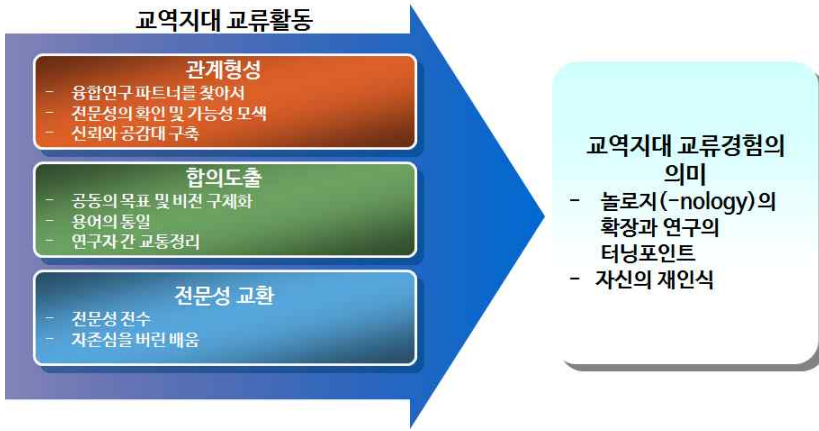 교역지대 교류활동
관계형성
- 융합연구 파트너를 찾아서
- 전문성의 확인 및 가능성 모색
- 신뢰와 공감대 구축
합의도출
- 공동의 목표 및 비전 구체화
- 용어의 통일
- 연구자 간 교통정리
전문성 교환
- 전문성 전수
- 자존심을 버린 배움
교역지대 교류경험의
의미
- 놀로지(-nology)의
확장과 연구의
터닝포인트
- 자신의 재인식